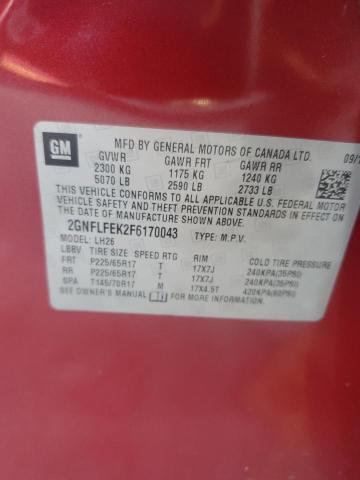 GM
MFD BY GENERAL MOTORS OF CANADA LTD. 09/1
GVWR GAWR FRT GAWR RR
2300 KG 1175 KG 1240 KG
5070 LB 2590 LB 2733 LB
THIS VEHICLE CONFORMS TO ALL APPLICABLE U.S. FEDERAL
MOTOR VEHICLE SAFETY AND THEFT PREVENTION STANDARDS IN
EFFECT ON THE DATE OF MANUFACTURE SHOWN ABOVE.
2GNFLFEK2F6170043 TYPE: M.P.V.
MODEL: LH26
LBBV TIRE SIZE SPEED RTG RIM COLD TIRE PRESSURE
FRT P225/65R17 T 17X7J 240KPA(35PSI)
RR P225/65R17 T 17X7J 240KPA(35PSI)
SPA T145/70R17 M 17X4.5T 420KPA(60PSI)
SEE OWNER'S MANUAL FOR ADDITIONAL INFORMATION.